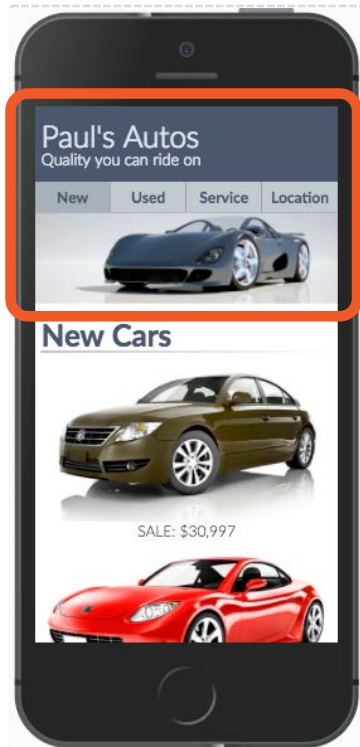 Paul's Autos
Quality you can ride on
New Used Service Location
New Cars
SALE: $30,997